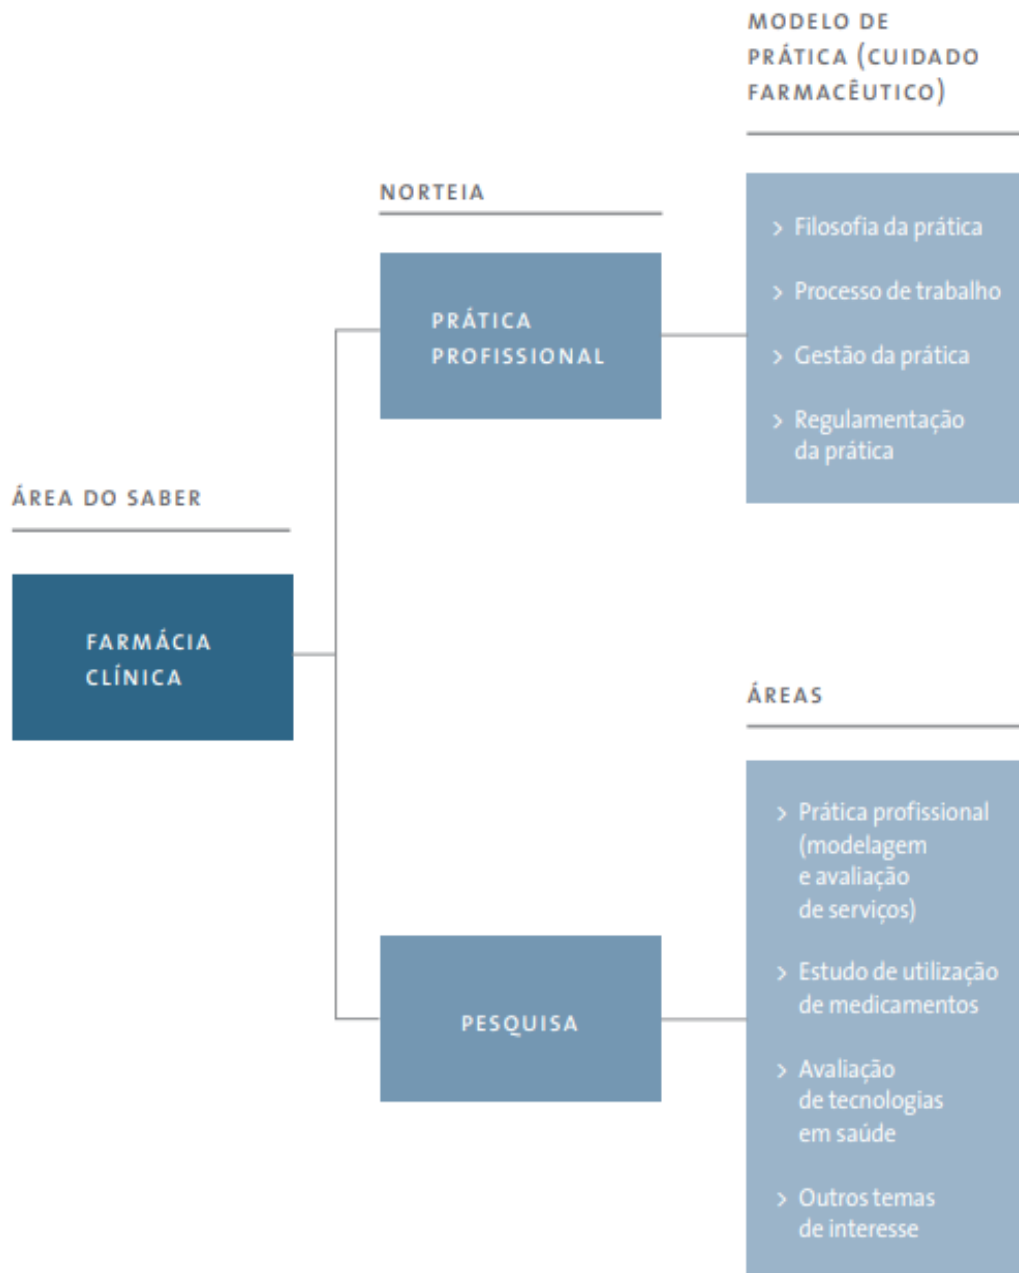 MODELO DE
PRÁTICA (CUIDADO
FARMACÊUTICO)
NORTEIA
> Filosofia da prática
> Processo de trabalho
> Gestão da prática
> Regulamentação
da prática
PRÁTICA
PROFISSIONAL
ÁREA DO SABER
FARMÁCIA
CLÍNICA
ÁREAS
> Prática profissional
(modelagem
e avaliação
de serviços)
> Estudo de utilização
de medicamentos
> Avaliação
de tecnologias
em saúde
> Outros temas
de interesse
PESQUISA